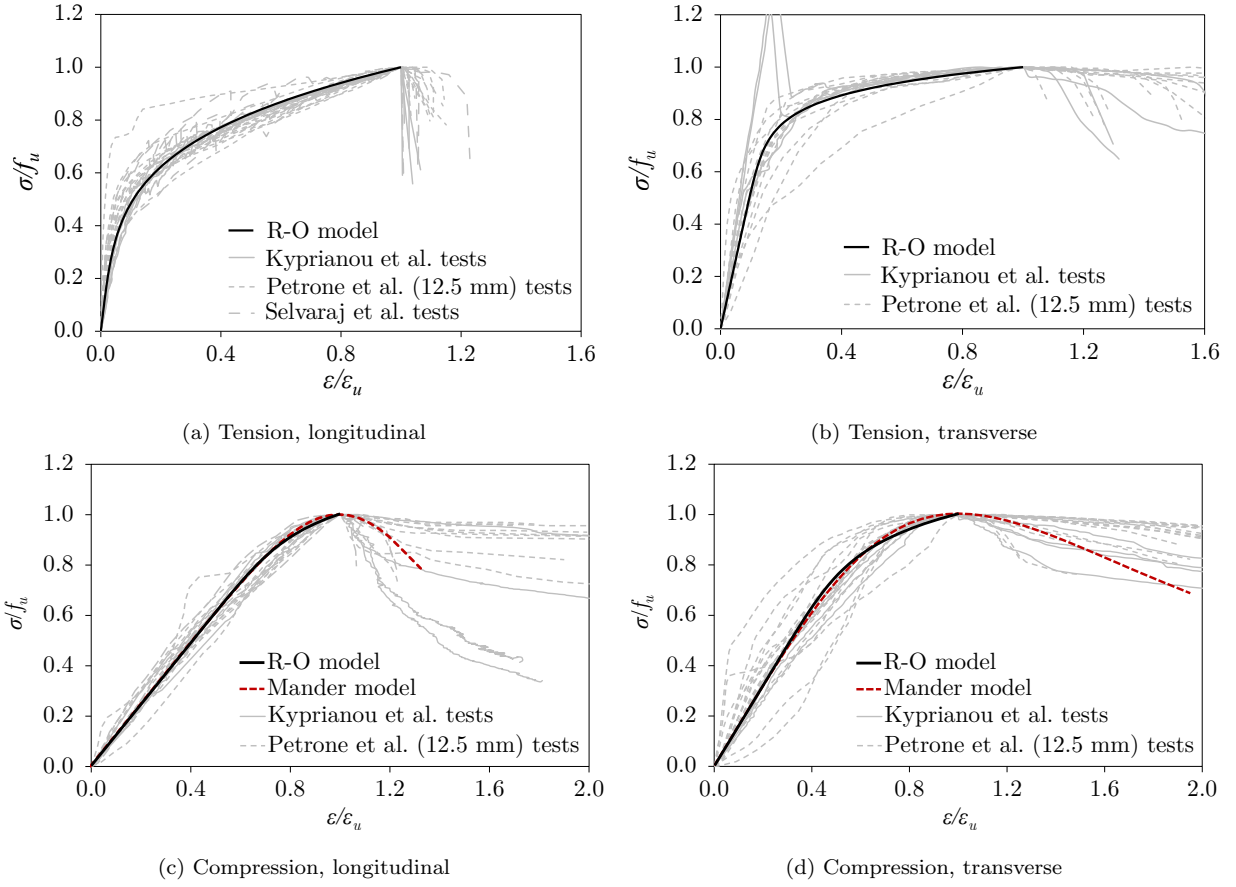 1.2
1.0
0.8
0.6
0.4
0.2
0.0
σ/fu
R-O model
Kyprianou et al. tests
Petrone et al. (12.5 mm) tests
Selvaraj et al. tests
0.0 0.4 0.8 1.2 1.6
ε/εu
(a) Tension, longitudinal
1.2
1.0
0.8
0.6
0.4
0.2
0.0
σ/fu
R-O model
Kyprianou et al. tests
Petrone et al. (12.5 mm) tests
0.0 0.4 0.8 1.2 1.6
ε/εu
(b) Tension, transverse
1.2
1.0
0.8
0.6
0.4
0.2
0.0
σ/fu
R-O model
Mander model
Kyprianou et al. tests
Petrone et al. (12.5 mm) tests
0.0 0.4 0.8 1.2 1.6 2.0
ε/εu
(c) Compression, longitudinal
1.2
1.0
0.8
0.6
0.4
0.2
0.0
σ/fu
R-O model
Mander model
Kyprianou et al. tests
Petrone et al. (12.5 mm) tests
0.0 0.4 0.8 1.2 1.6 2.0
ε/εu
(d) Compression, transverse